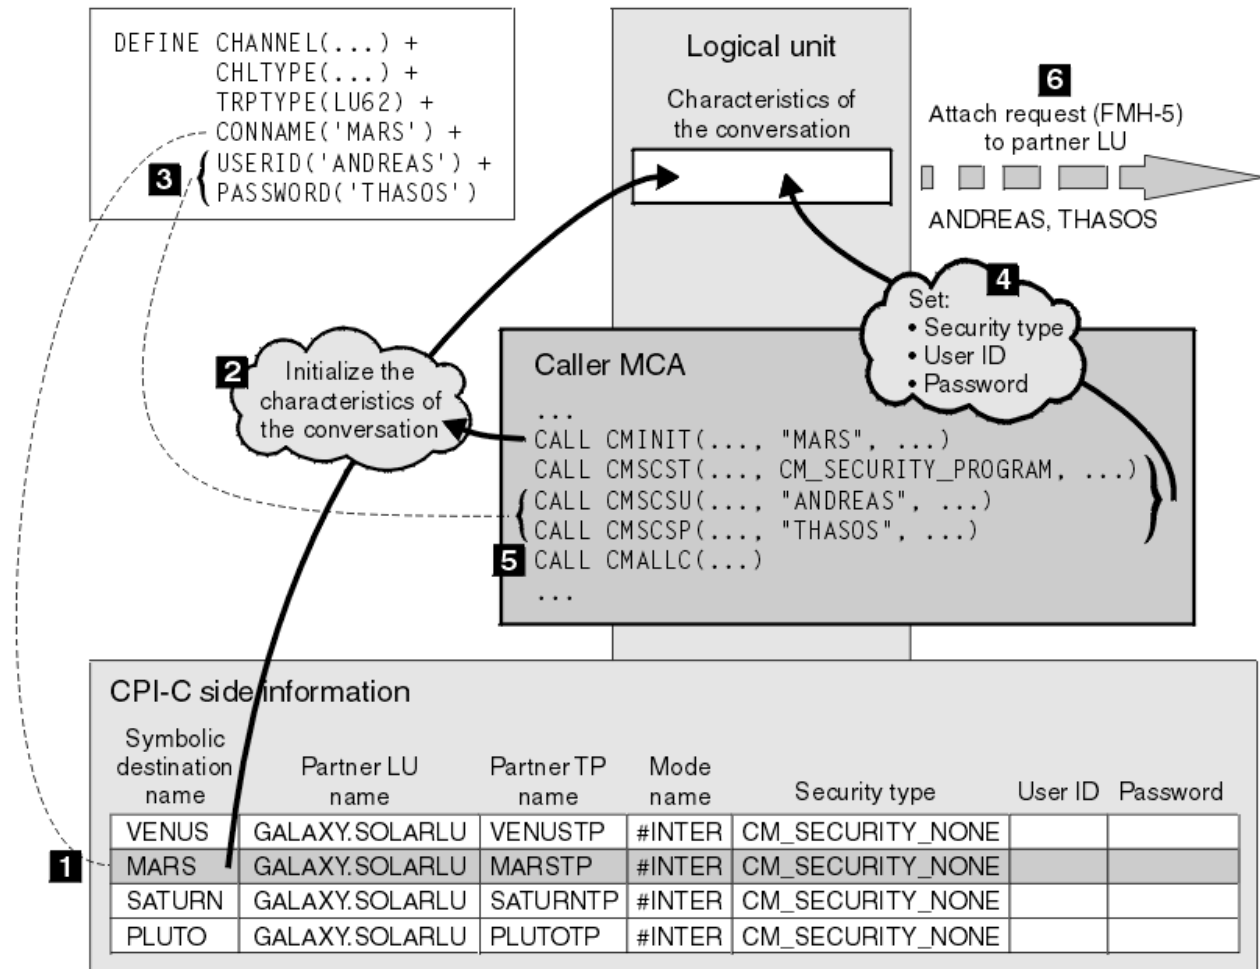 DEFINE CHANNEL(...) +
CHLTYPE(...) +
TRPTYPE(LU62) +
CONNAME('MARS') +
USERID('ANDREAS') +
PASSWORD('THASOS')
3
Logical unit
Characteristics of
the conversation
6
Attach request (FMH-5)
to partner LU
ANDREAS, THASOS
4
Set:
• Security type
• User ID
• Password
2
Initialize the
characteristics of
the conversation
Caller MCA
...
CALL CMINIT(..., "MARS", ...)
CALL CMSCST(..., CM_SECURITY_PROGRAM, ...)
CALL CMSCSU(..., "ANDREAS", ...)
CALL CMSCSP(..., "THASOS", ...)
5
CALL CMALLC(...)
...
CPI-C side information
Symbolic
destination
name
Partner LU
name
Partner TP
name
Mode
name
Security type
User ID
Password
VENUS GALAXY.SOLARLU VENUSTP #INTER CM_SECURITY_NONE
1
MARS GALAXY.SOLARLU MARSTP #INTER CM_SECURITY_NONE
SATURN GALAXY.SOLARLU SATURNTP #INTER CM_SECURITY_NONE
PLUTO GALAXY.SOLARLU PLUTOTP #INTER CM_SECURITY_NONE